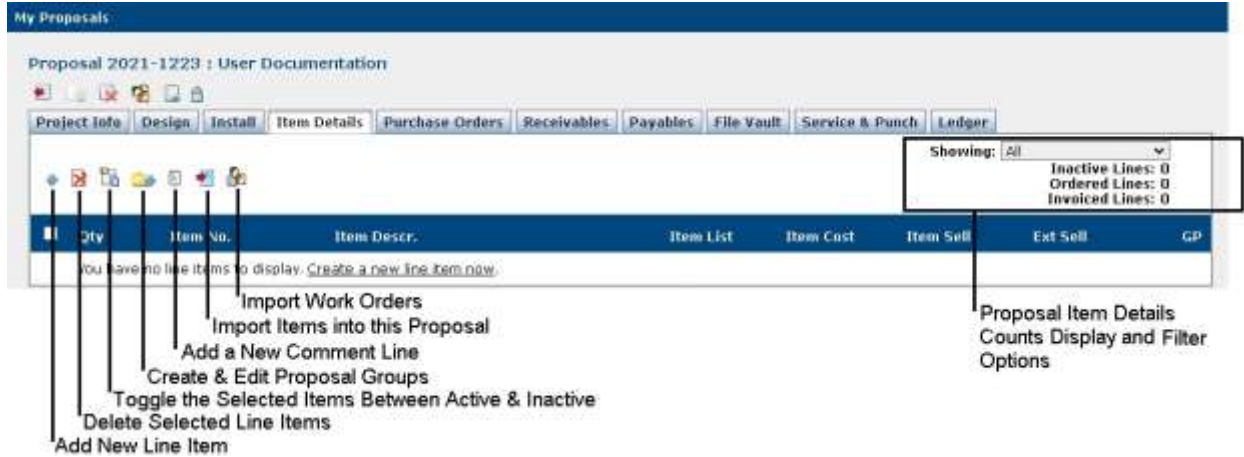 My Proposals
Proposal 2021-1223 : User Documentation
Project Info Design Install Item Details Purchase Orders Receivables Payables File Vault Service & Punch Ledger
Showing: All
Inactive Lines: 0
Ordered Lines: 0
Invoiced Lines: 0
Qty Item No. Item Descr. Item List Item Cost Item Sell Ext Sell GP
You have no line items to display. Create a new line item now.
Import Work Orders
Import Items into this Proposal
Add a New Comment Line
Create & Edit Proposal Groups
Toggle the Selected Items Between Active & Inactive
Delete Selected Line Items
Add New Line Item
Proposal Item Details
Counts Display and Filter
Options